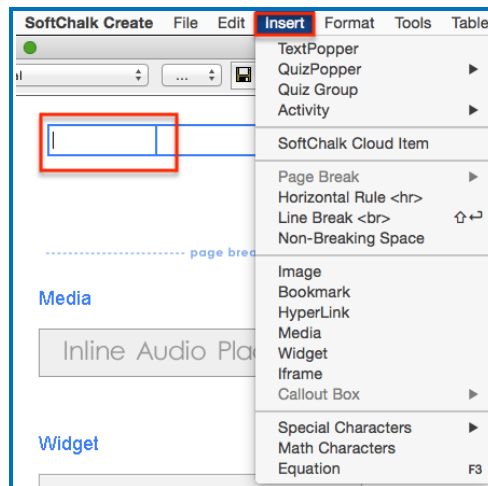 SoftChalk Create File Edit Insert Format Tools Table
...
TextPopper
QuizPopper
Quiz Group
Activity
SoftChalk Cloud Item
Page Break
Horizontal Rule <hr>
Line Break <br>
Non-Breaking Space
page brea
Image
Bookmark
Media
HyperLink
Media
Inline Audio Pla
Widget
Iframe
Callout Box
Special Characters
Widget
Math Characters
Equation F3